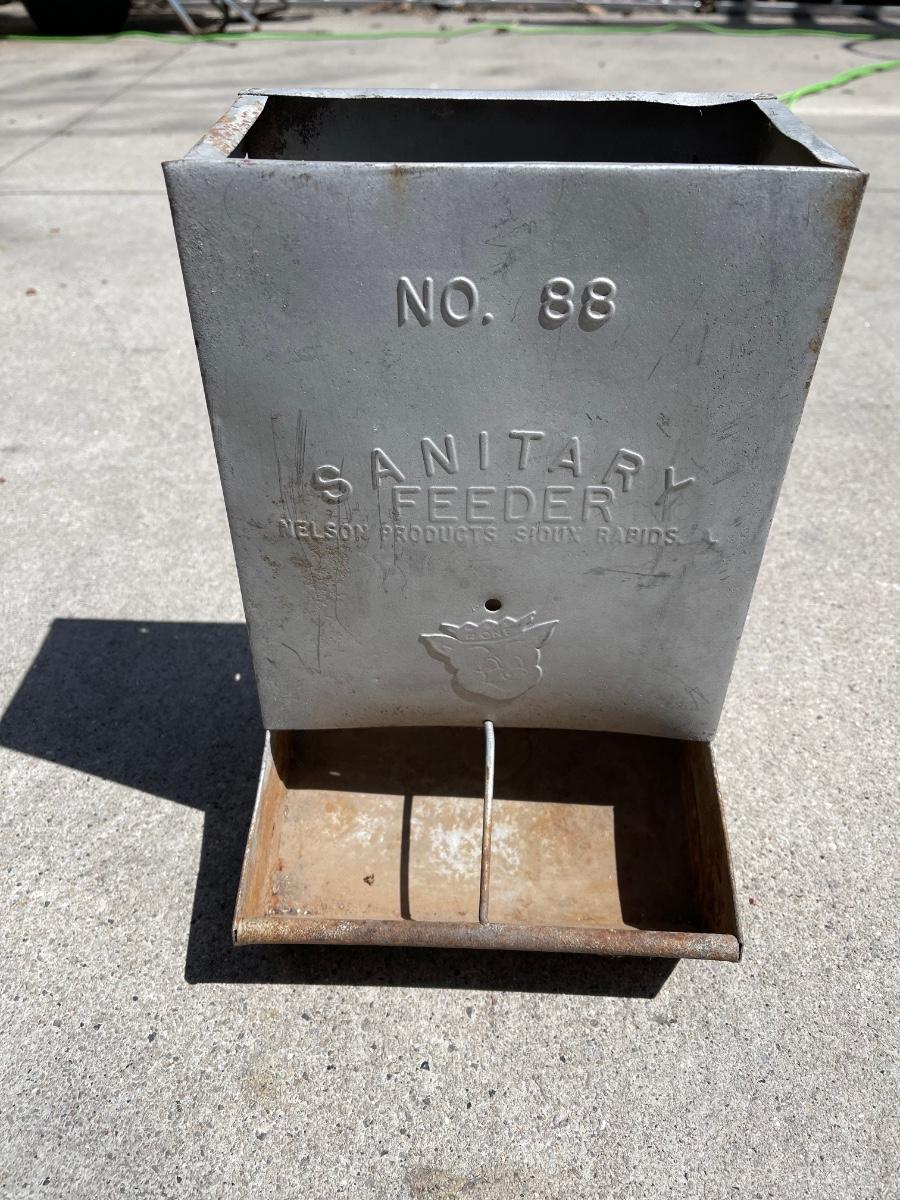 NO. 88
SANITARY
FEEDER
NELSON PRODUCTS SIOUX RAPIDS.